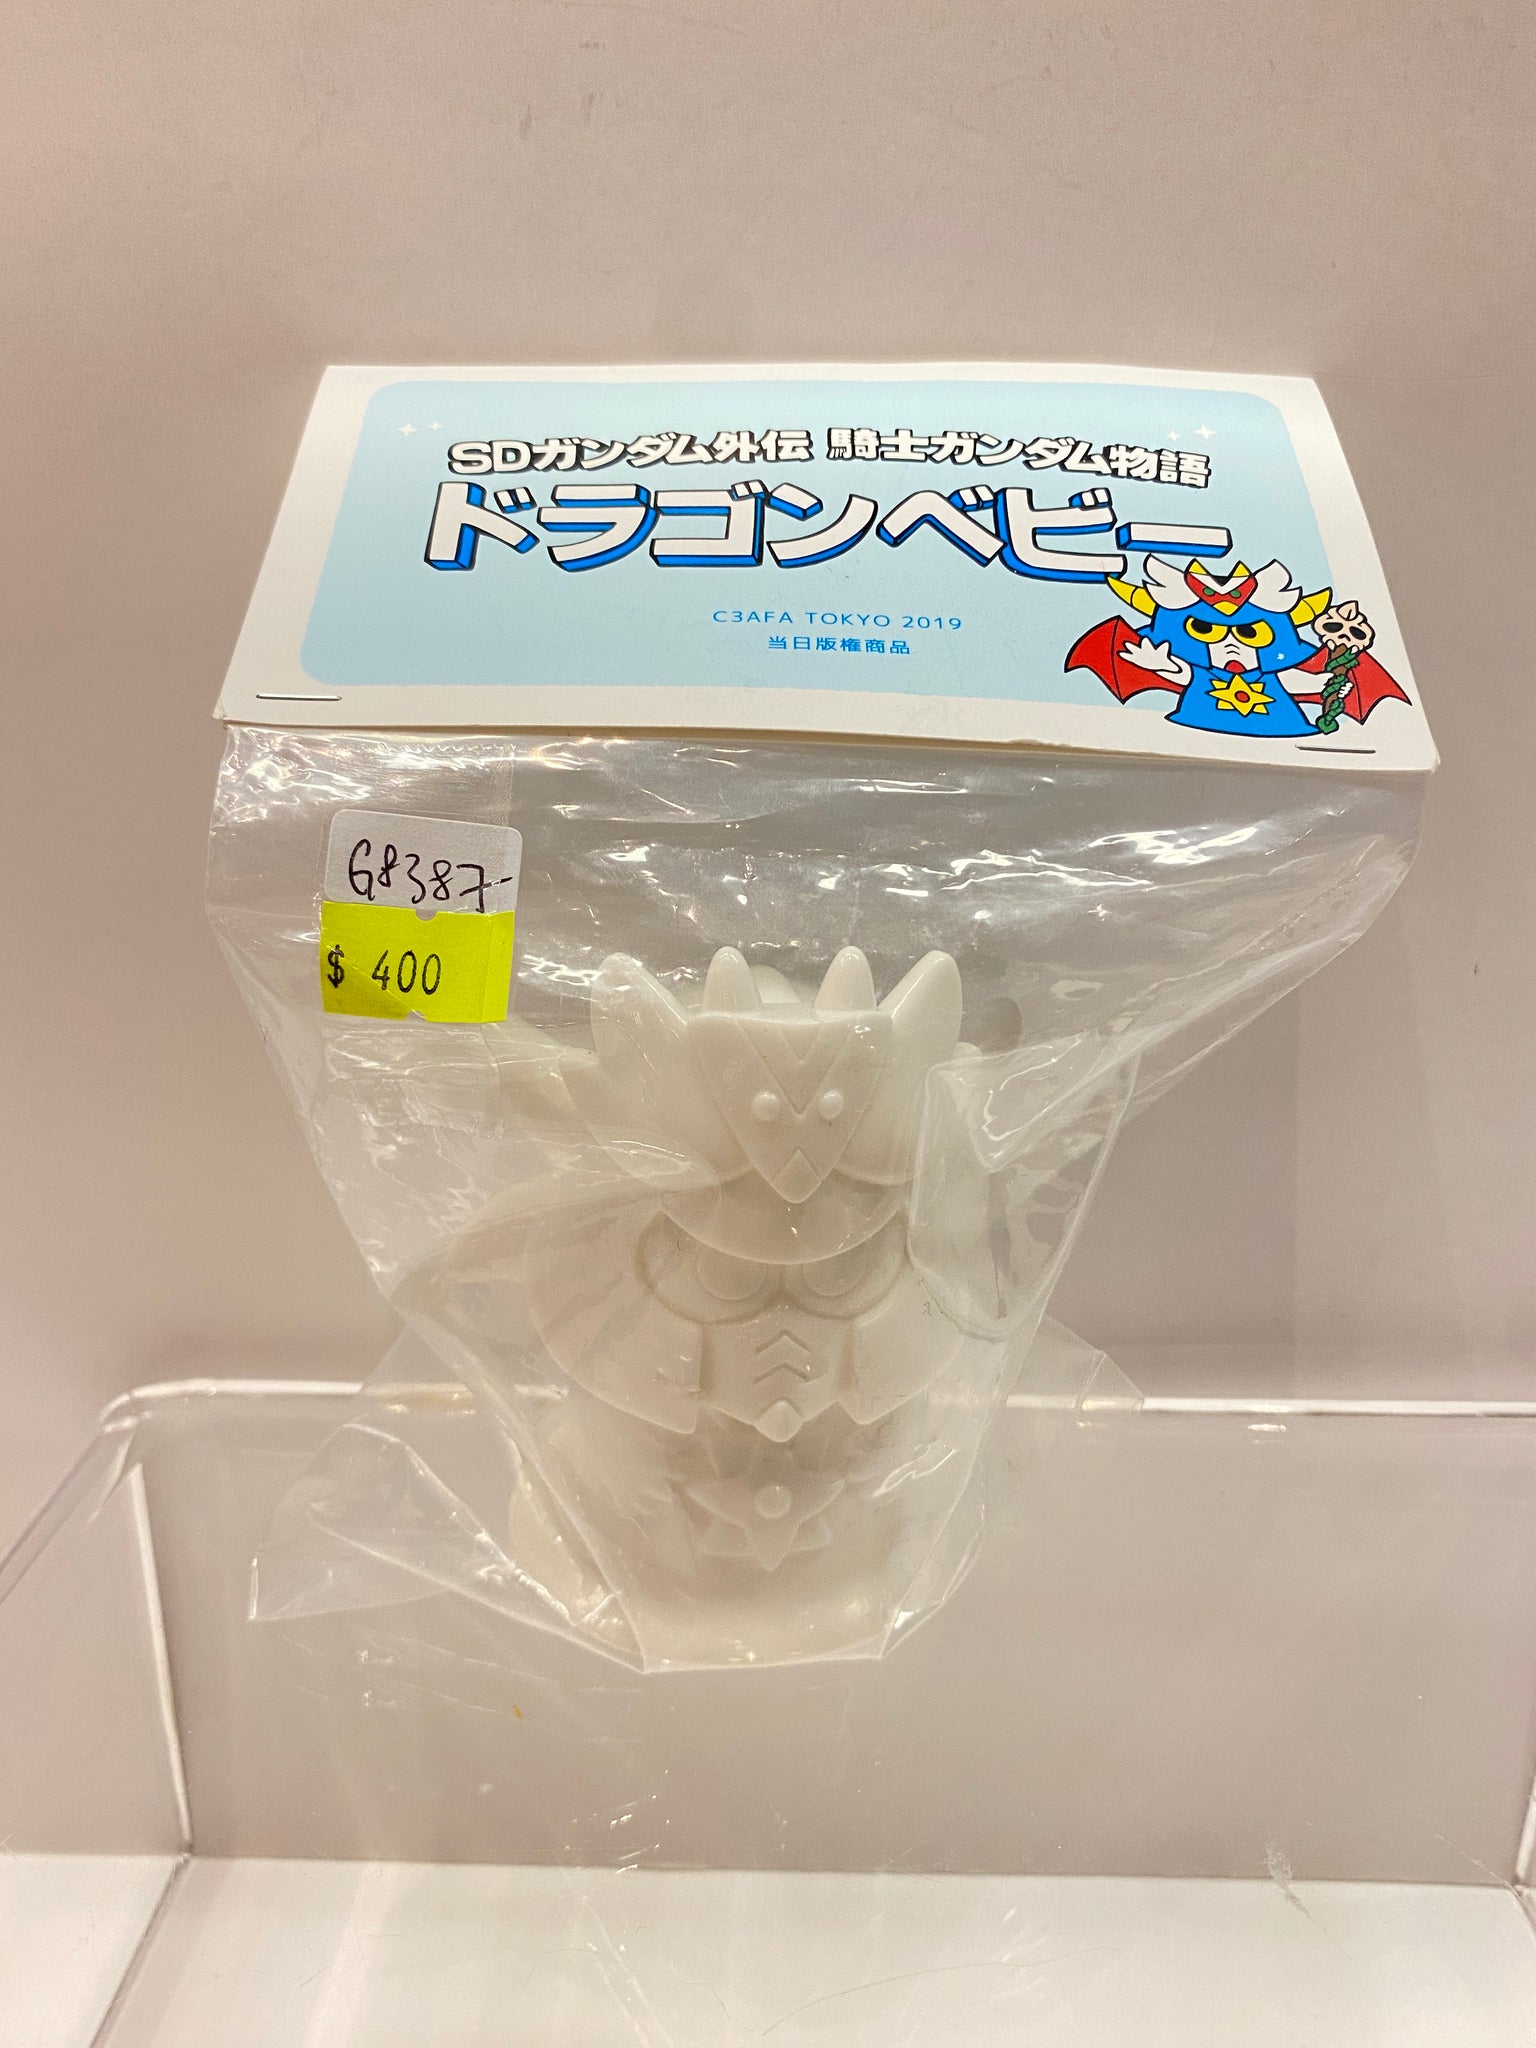 SDガンダム外伝 騎士ガンダム物語
ドラゴンベビー
C3AFA TOKYO 2019
当日版権商品
G8387-
$ 400